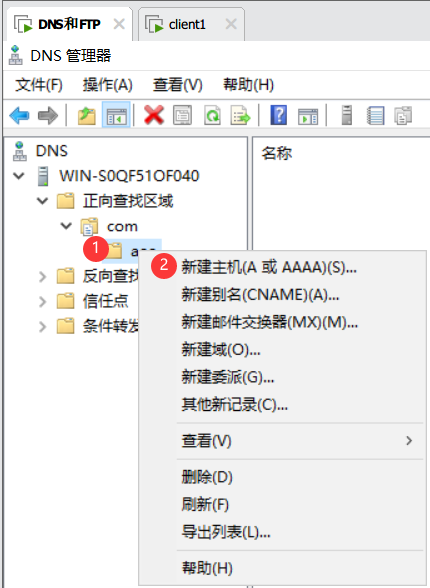 DNS和FTP
client1
DNS 管理器
文件(F) 操作(A) 查看(V) 帮助(H)
DNS
名称
WIN-S0QF51OF040
正向查找区域
com
1
2
新建主机(A 或 AAAA)(S)...
反向查找
新建别名(CNAME)(A)...
信任点
新建邮件交换器(MX)(M)...
条件转发
新建域(O)...
新建委派(G)...
其他新记录(C)...
查看(V)
删除(D)
刷新(F)
导出列表(L)...
帮助(H)